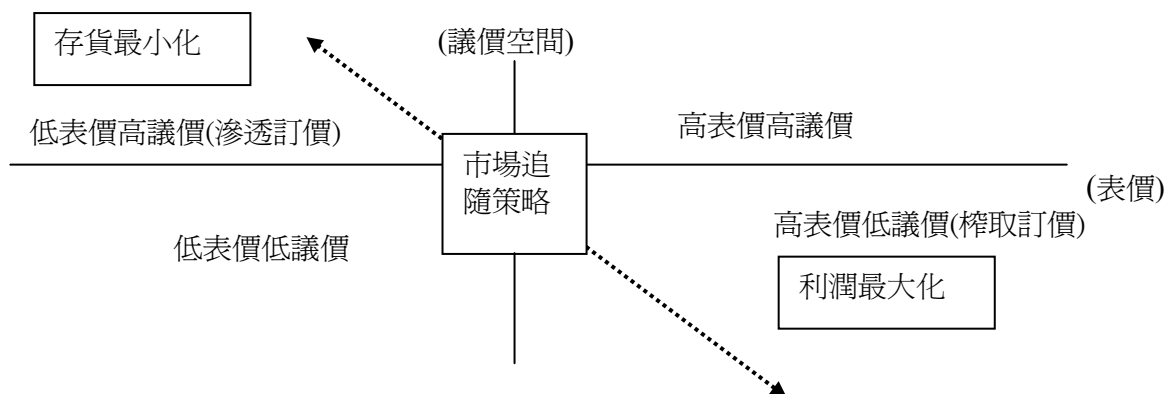 存貨最小化
(議價空間)
低表價高議價(滲透訂價)
高表價高議價
市場追
隨策略
(表價)
低表價低議價
高表價低議價(榨取訂價)
利潤最大化